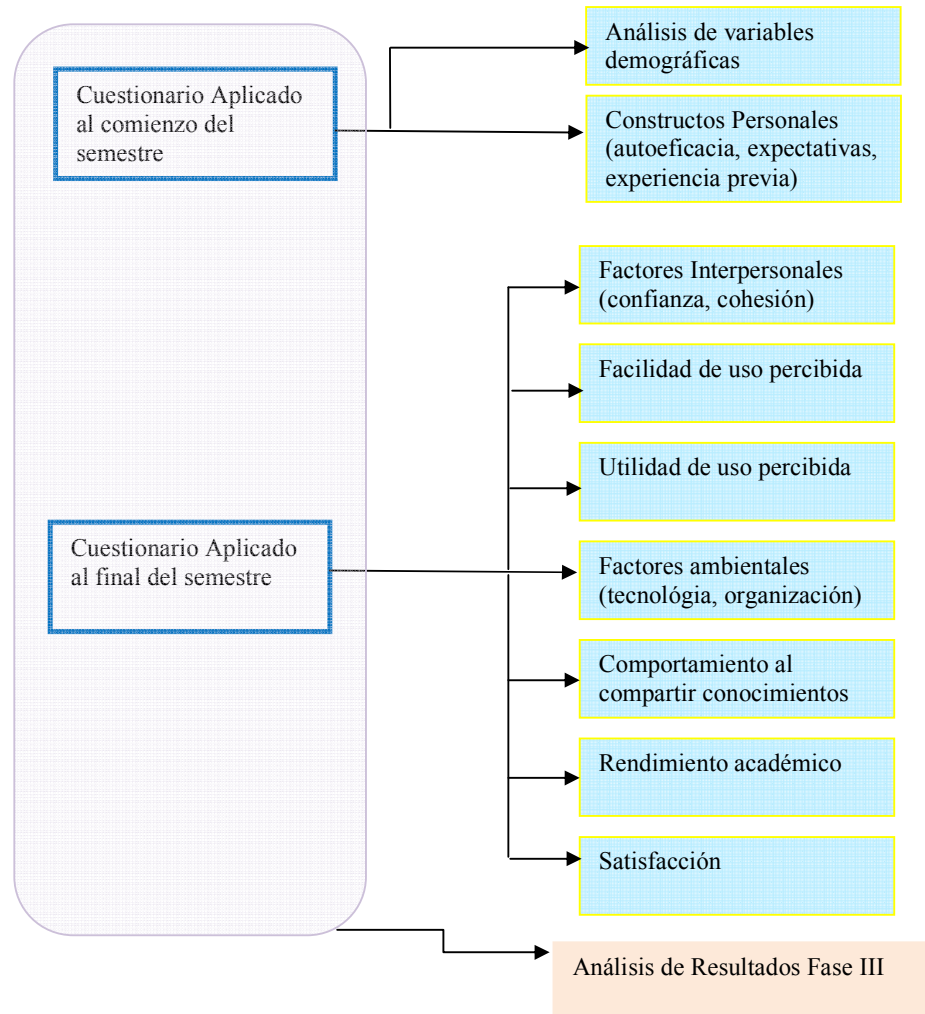 Cuestionario Aplicado
al comienzo del
semestre
Análisis de variables
demográficas
Constructos Personales
(autoeficacia, expectativas,
experiencia previa)
Cuestionario Aplicado
al final del semestre
Factores Interpersonales
(confianza, cohesión)
Facilidad de uso percibida
Utilidad de uso percibida
Factores ambientales
(tecnológia, organización)
Comportamiento al
compartir conocimientos
Rendimiento académico
Satisfacción
Análisis de Resultados Fase III